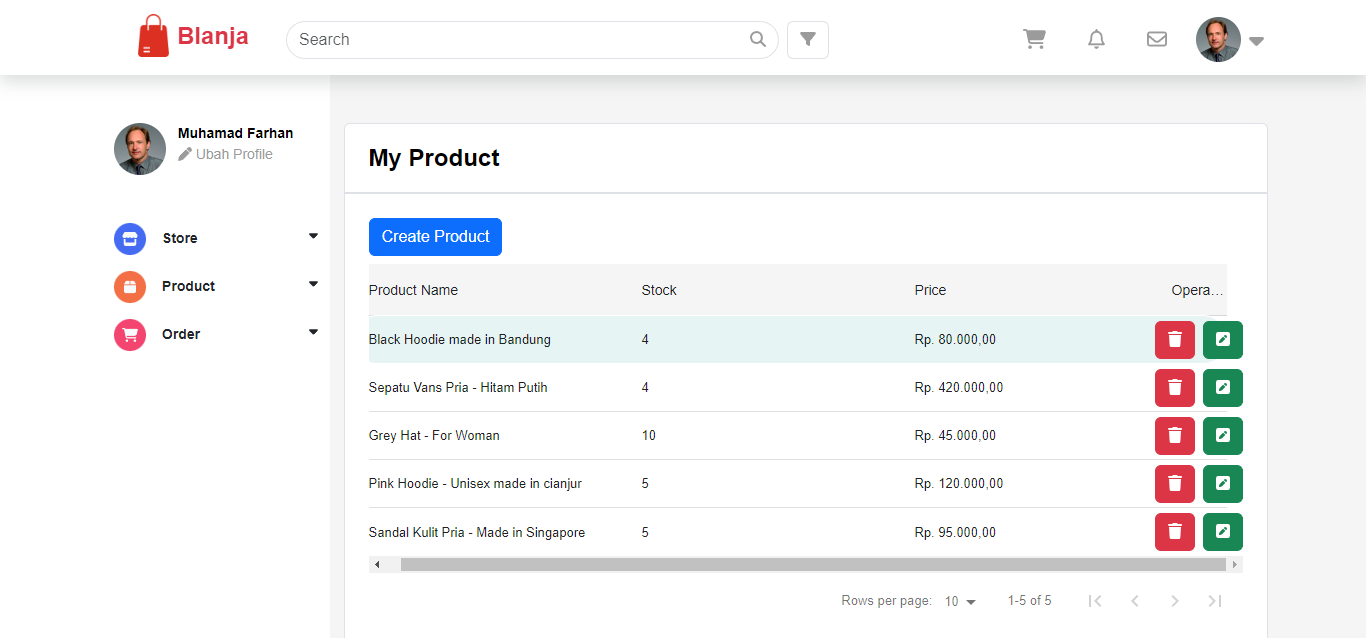 Blanja
Search
Muhamad Farhan
Ubah Profile
Store
Product
Order
My Product
Create Product
Product Name Stock Price Opera...
Black Hoodie made in Bandung 4 Rp. 80.000,00
Sepatu Vans Pria - Hitam Putih 4 Rp. 420.000,00
Grey Hat - For Woman 10 Rp. 45.000,00
Pink Hoodie - Unisex made in cianjur 5 Rp. 120.000,00
Sandal Kulit Pria - Made in Singapore 5 Rp. 95.000,00
Rows per page: 10 1-5 of 5